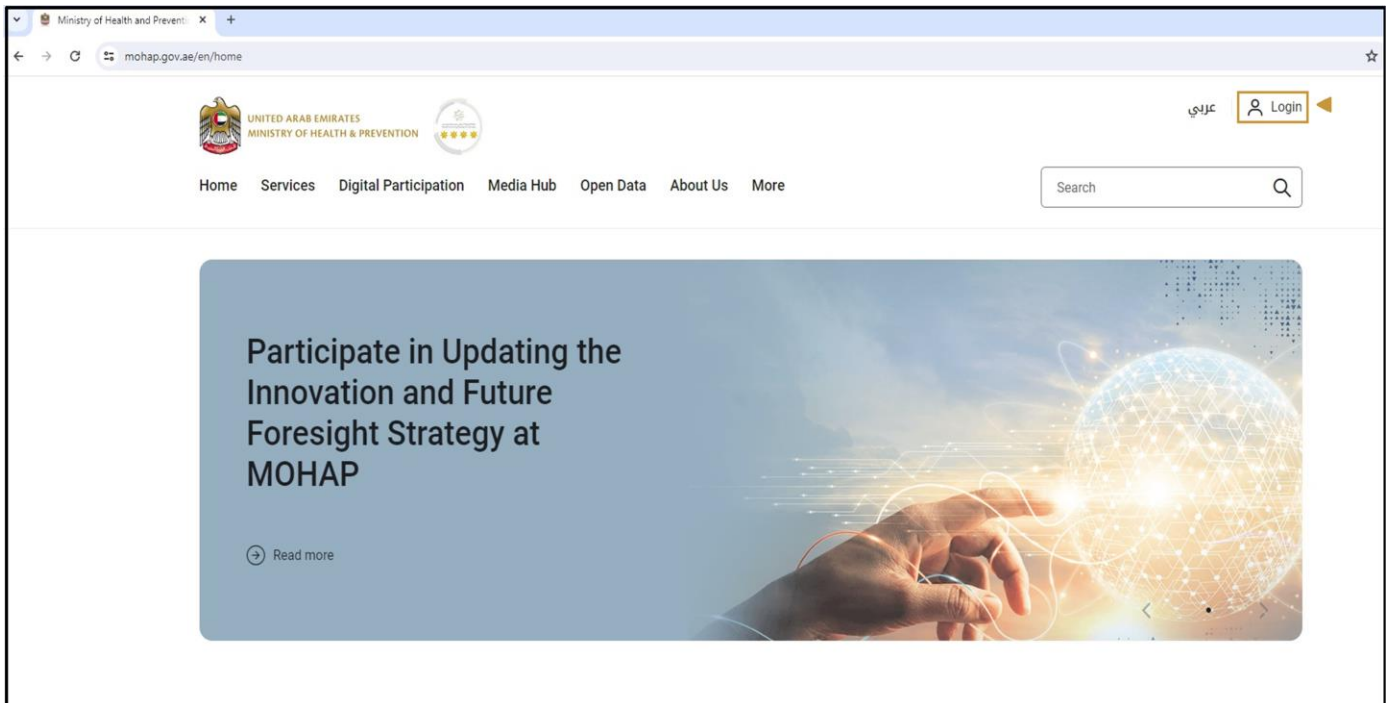 Ministry of Health and Preventi
mohap.gov.ae/en/home
UNITED ARAB EMIRATES
MINISTRY OF HEALTH & PREVENTION
عربي
Login
Home Services Digital Participation Media Hub Open Data About Us More
Search
Participate in Updating the
Innovation and Future
Foresight Strategy at
MOHAP
Read more